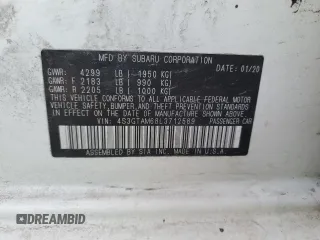 MFD BY SUBARU CORPORATION
DATE: 01/20
GVWR: 4299 LB ( 1950 KG)
GAWR: F 2183 LB ( 990 KG)
GAWR: R 2205 LB ( 1000 KG)
THIS VEHICLE CONFORMS TO ALL APPLICABLE
FEDERAL MOTOR VEHICLE
SAFETY, BUMPER, AND THEFT PREVENTION STANDARDS
IN EFFECT ON THE DATE OF MANUFACTURE
SHOWN ABOVE.
VIN: 4S3GTAM68L3712589 PASSENGER CAR
ASSEMBLED BY SIA INC. IN U.S.A.